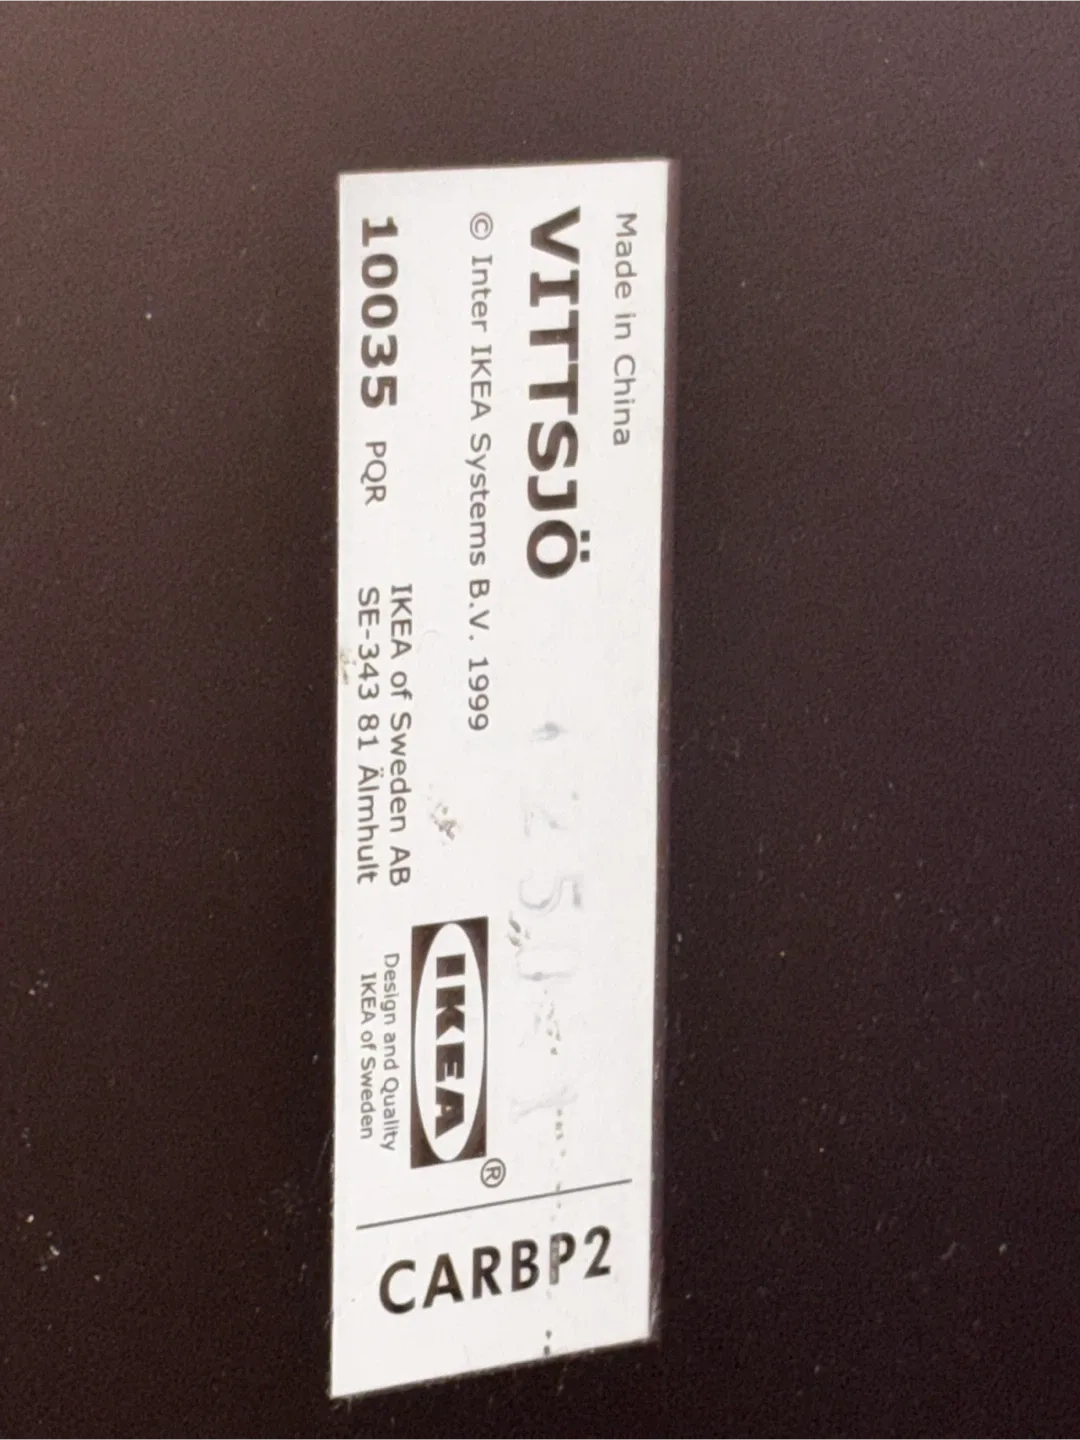 Made in China
VITTSJÖ
© Inter IKEA Systems B.V. 1999
10035 PQR
IKEA of Sweden AB
SE-343 81 Älmhult
IKEA®
Design and Quality
IKEA of Sweden
CARBP2